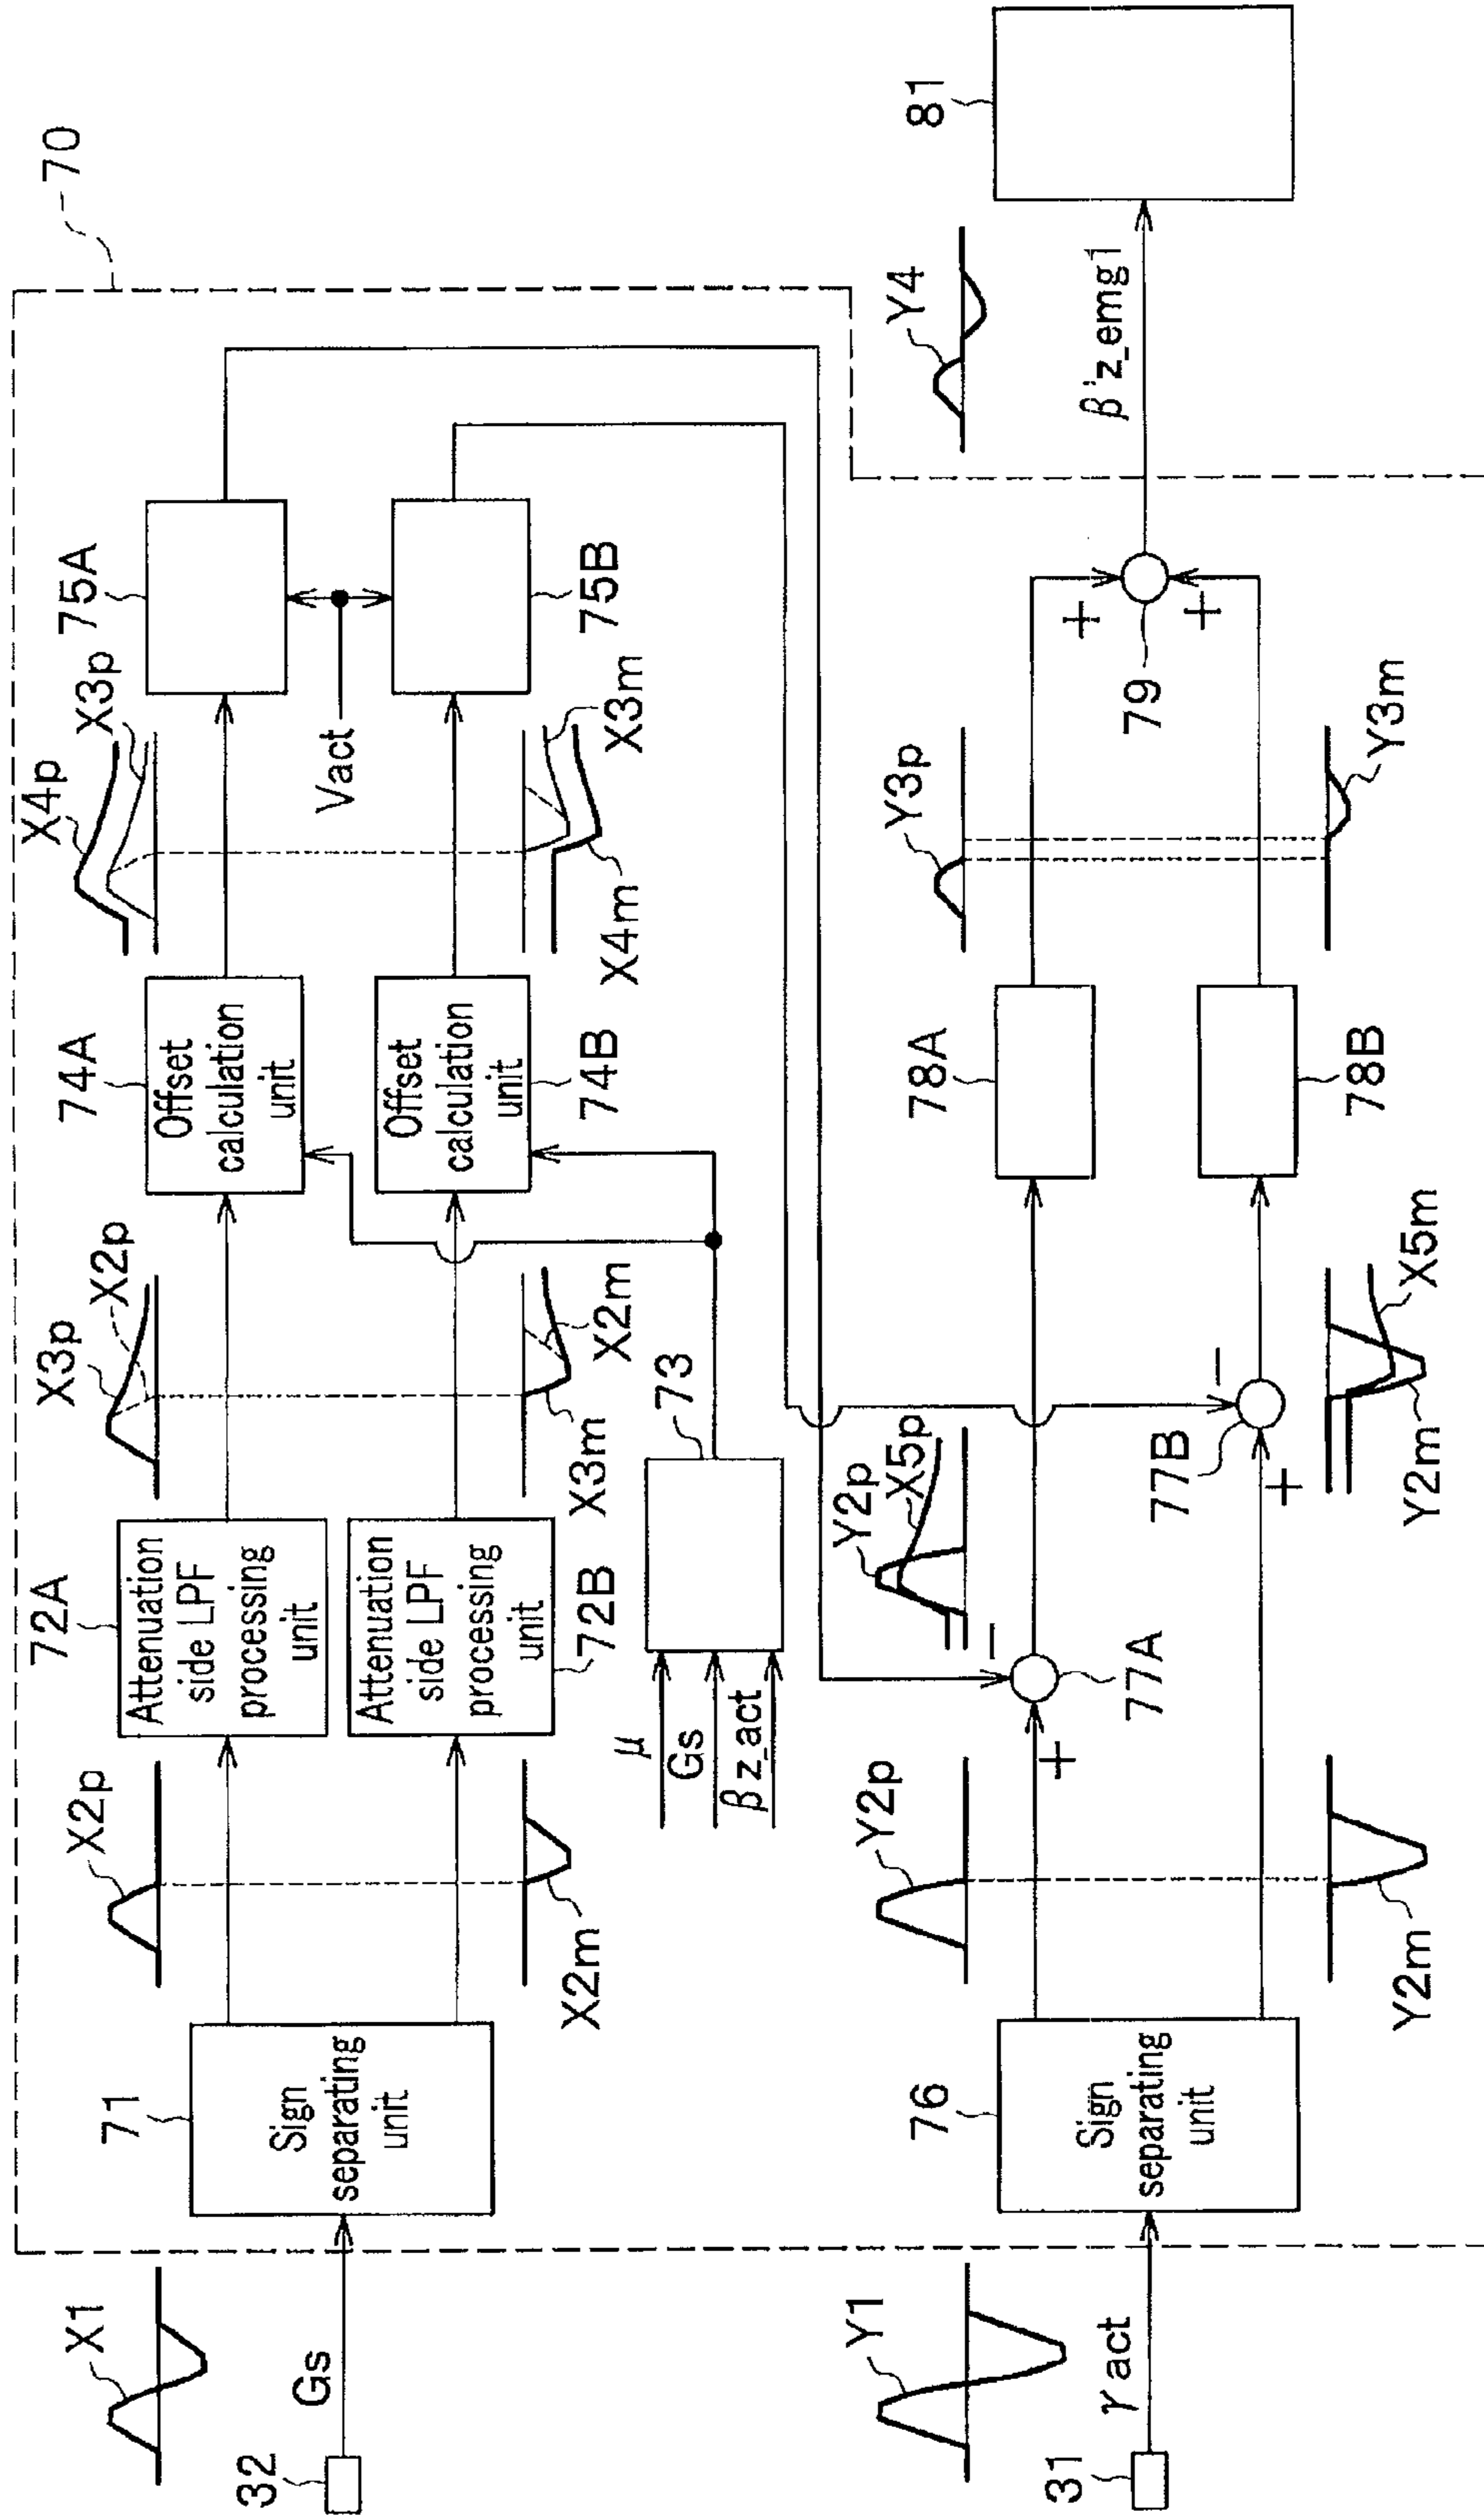 70
X1
32
Gs
71
Sign
separating
unit
X2p
X2m
72A
Attenuation
side LPF
processing
unit
Attenuation
side LPF
processing
unit
72B
X3p
X2p
X3m
X2m
μ
Gs
βz_act
73
74A
Offset
calculation
unit
Offset
calculation
unit
74B
X4p
X3p
X4m
X3m
Vact
75A
75B
Y1
31
γact
76
Sign
separating
unit
Y2p
Y2m
+
−
77A
Y2p
X5p
+
−
77B
Y2m
X5m
78A
78B
Y3p
Y3m
+
+
79
Y4
β'z_emg1
81